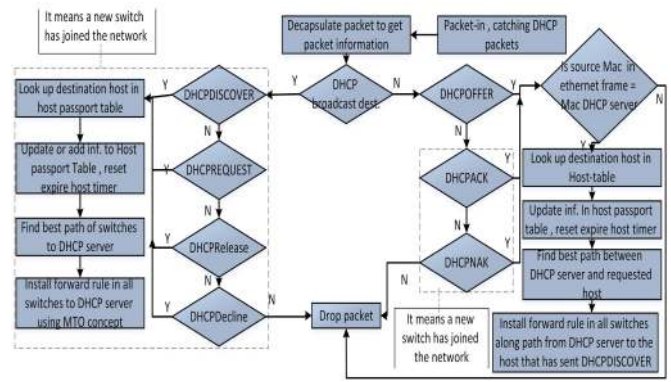 It means a new switch
has joined the network
Decapsulate packet to get
packet information
Packet-in , catching DHCP
packets
Look up destination host in
host passport table
Y
DHCPDISCOVER
Y
DHCP
broadcast dest.
N
DHCPOFFER
Y
Is source Mac in
ethernet frame =
Mac DHCP server
N
N
N
Y
Update or add inf. to Host
passport Table , reset
expire host timer
Y
DHCPREQUEST
DHCPACK
Y
Look up destination host in
Host-table
N
N
Update inf. In host passport
table , reset expire host timer
Find best path of switches
to DHCP server
Y
DHCPRelease
DHCPNAK
Y
N
Find best path between
DHCP server and requested
host
N
Install forward rule in all
switches to DHCP server
using MTO concept
Y
DHCPDecline
N
Drop packet
It means a new
switch has joined
the network
Install forward rule in all switches
along path from DHCP server to the
host that has sent DHCPDISCOVER